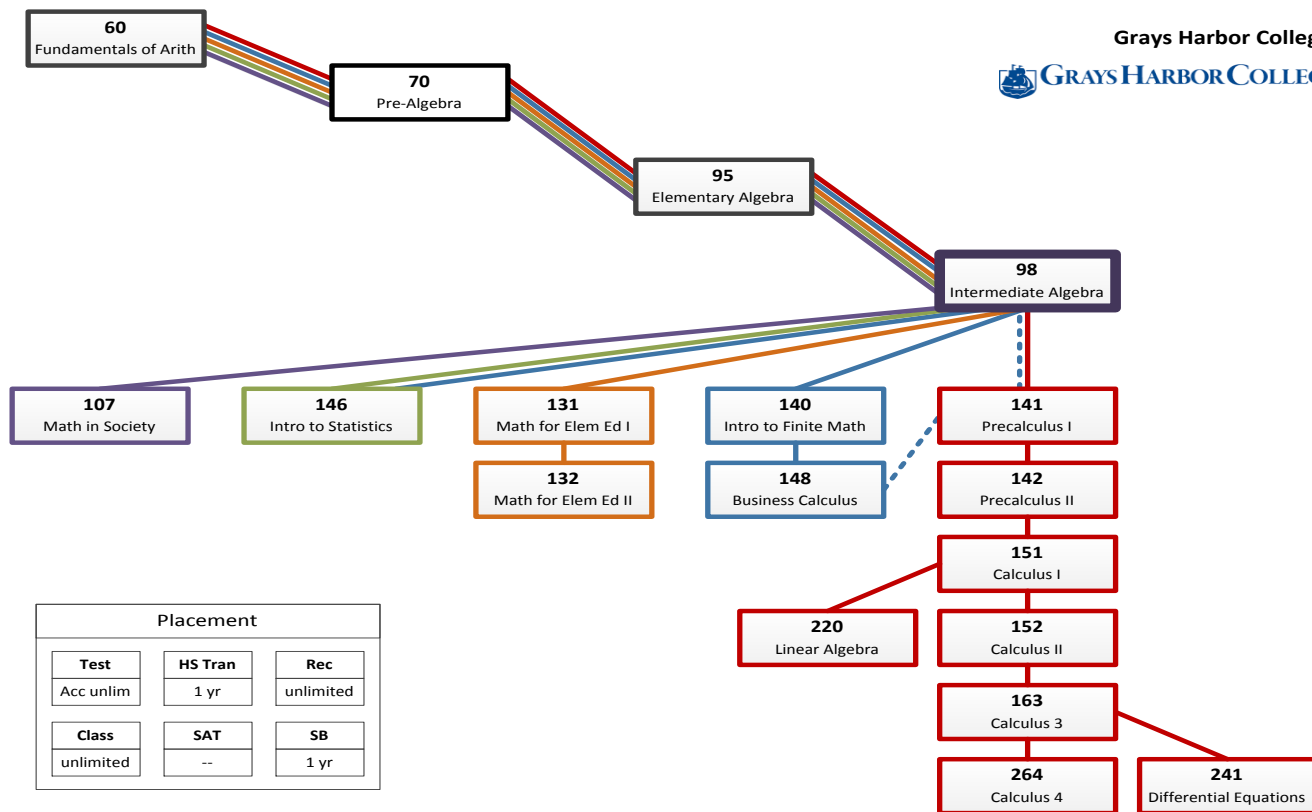 60
Fundamentals of Arith
Grays Harbor Colleg
GRAYS HARBOR COLLEG
70
Pre-Algebra
95
Elementary Algebra
98
Intermediate Algebra
107
Math in Society
146
Intro to Statistics
131
Math for Elem Ed I
140
Intro to Finite Math
141
Precalculus I
132
Math for Elem Ed II
148
Business Calculus
142
Precalculus II
151
Calculus I
220
Linear Algebra
152
Calculus II
163
Calculus 3
264
Calculus 4
241
Differential Equations
Placement
Test
HS Tran
Rec
Acc unlim
1 yr
unlimited
Class
SAT
SB
unlimited
--
1 yr